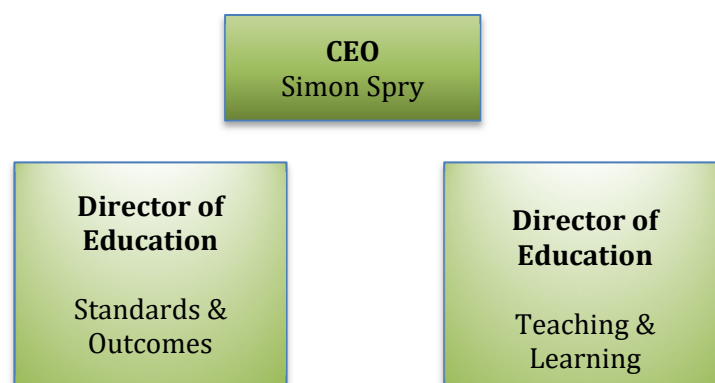 CEO
Simon Spry
Director of
Education
Standards &
Outcomes
Director of
Education
Teaching &
Learning